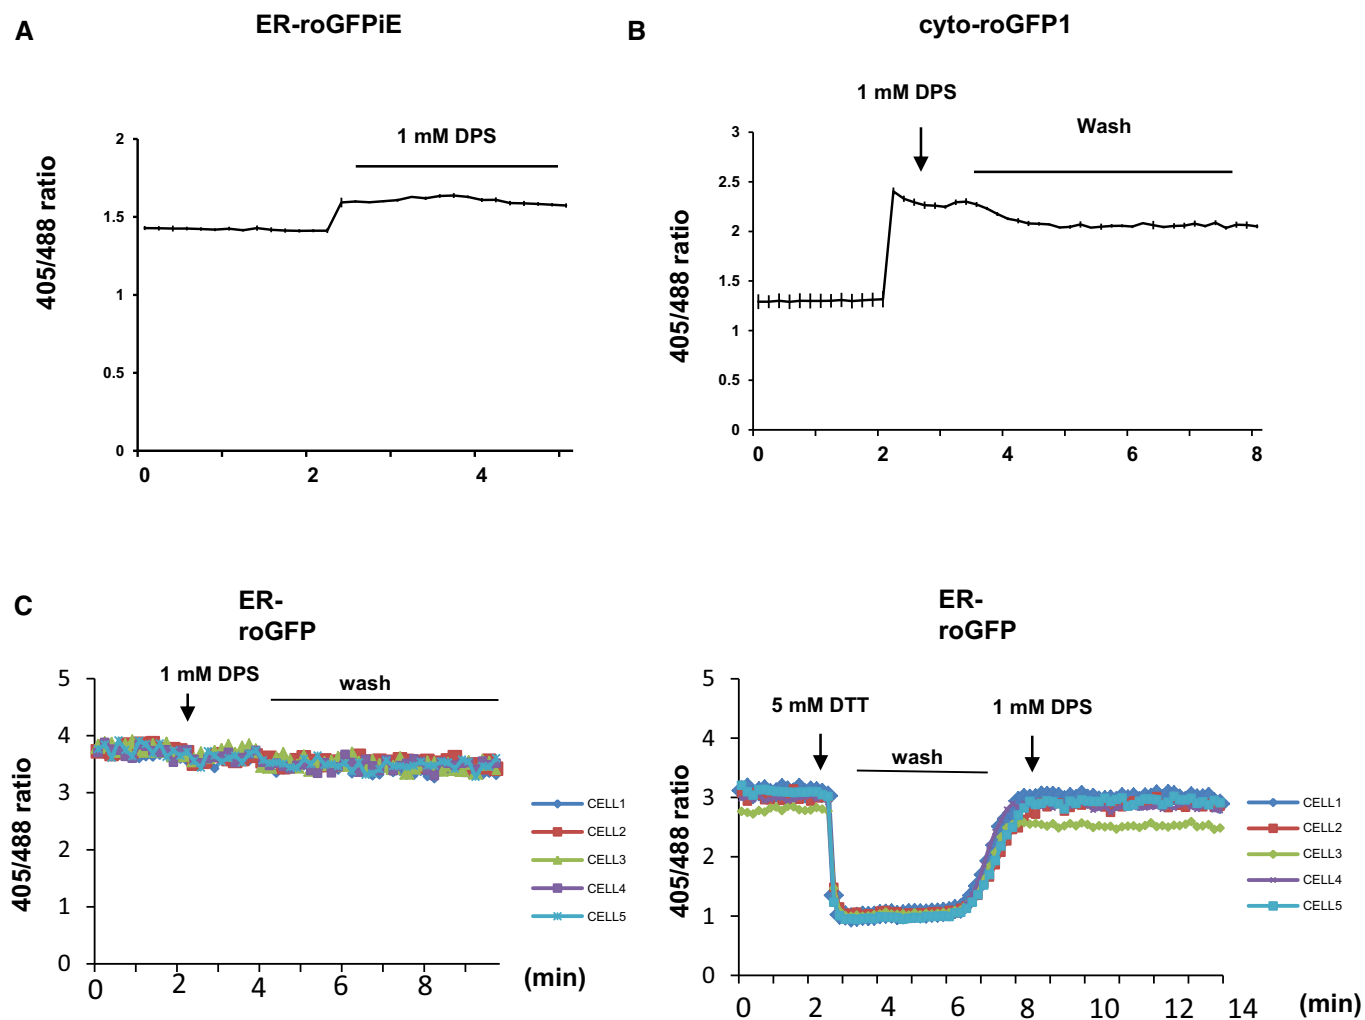 A
ER-roGFPiE
405/488 ratio
1 mM DPS
2
1.5
1
0.5
0
0 2 4
B
cyto-roGFP1
405/488 ratio
1 mM DPS
Wash
3
2.5
2
1.5
1
0.5
0
0 2 4 6 8
C
ER-
roGFP
405/488 ratio
1 mM DPS
wash
5
4
3
2
1
0
0 2 4 6 8
(min)
CELL1
CELL2
CELL3
CELL4
CELL5
ER-
roGFP
405/488 ratio
5 mM DTT
wash
1 mM DPS
5
4
3
2
1
0
0 2 4 6 8 10 12 14
(min)
CELL1
CELL2
CELL3
CELL4
CELL5